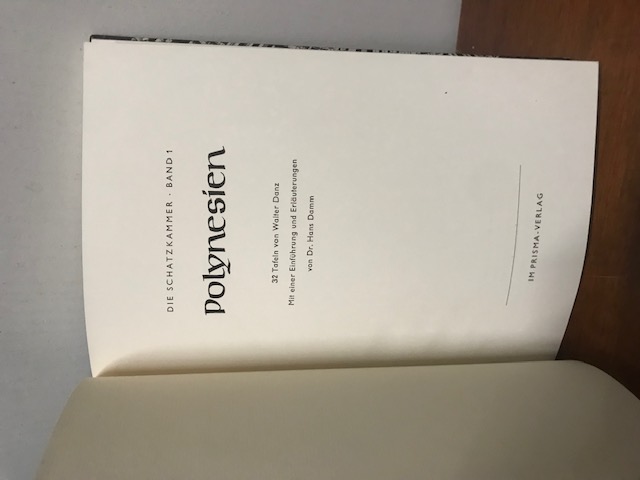 DIE SCHATZKAMMER · BAND 1
Polynesien
32 Tafeln von Walter Danz
Mit einer Einführung und Erläuterungen
von Dr. Hans Damm
IM PRISMA-VERLAG